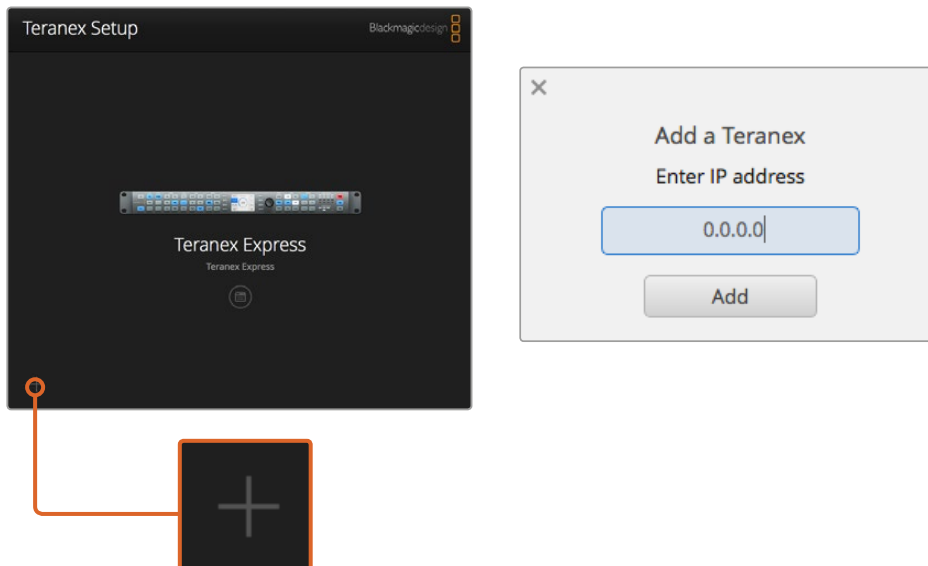 Teranex Setup
Blackmagicdesign
Teranex Express
Teranex Express
Add a Teranex
Enter IP address
0.0.0.0
Add